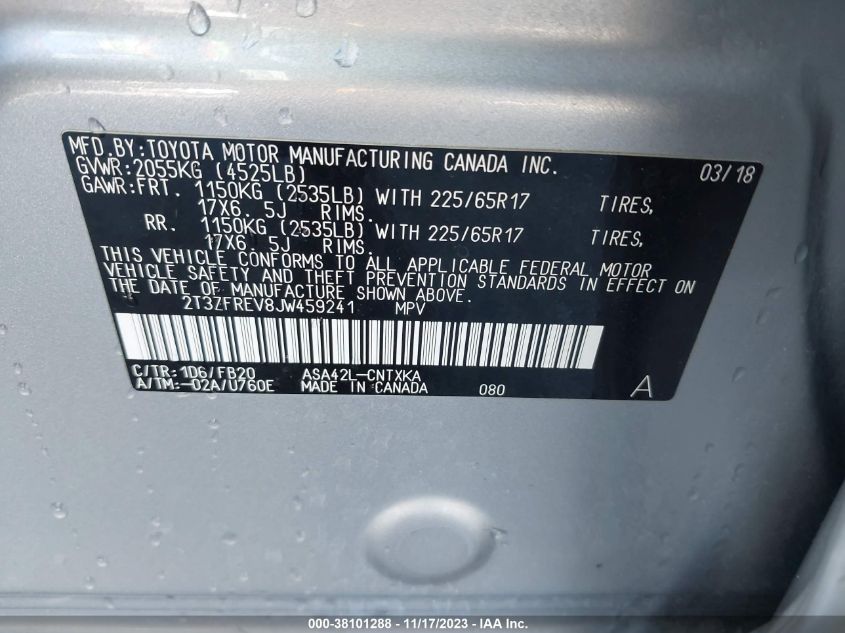 MFD.BY:TOYOTA MOTOR MANUFACTURING CANADA INC. 03/18
GVWR:2055KG (4525LB)
GAWR:FRT. 1150KG (2535LB) WITH 225/65R17 TIRES,
17X6. 5J RIMS.
RR. 1150KG (2535LB) WITH 225/65R17 TIRES,
17X6. 5J RIMS.
THIS VEHICLE CONFORMS TO ALL APPLICABLE FEDERAL MOTOR
VEHICLE SAFETY AND THEFT PREVENTION STANDARDS IN EFFECT ON
THE DATE OF MANUFACTURE SHOWN ABOVE.
2T3ZFREV8JW459241 MPV
C/TR:1D6/FB20 ASA42L-CNTXKA
A/TM:-02A/U760E MADE IN CANADA 080 A
000-38101288 - 11/17/2023 - IAA Inc.